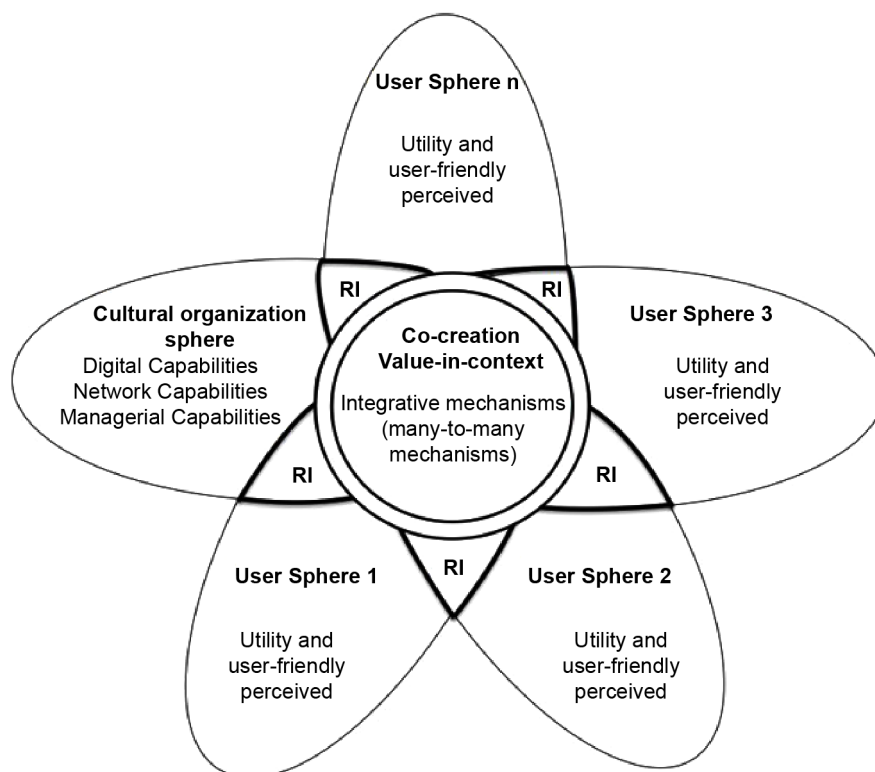 User Sphere n
Utility and
user-friendly
perceived
RI
RI
Cultural organization
sphere
Digital Capabilities
Network Capabilities
Managerial Capabilities
Co-creation
Value-in-context
Integrative mechanisms
(many-to-many
mechanisms)
User Sphere 3
Utility and
user-friendly
perceived
RI
RI
RI
User Sphere 1
Utility and
user-friendly
perceived
User Sphere 2
Utility and
user-friendly
perceived